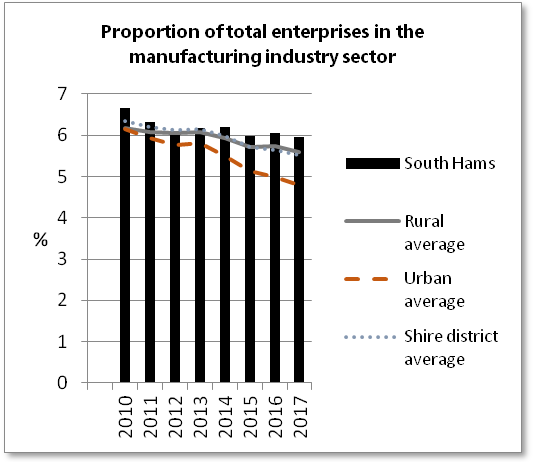 Proportion of total enterprises in the
manufacturing industry sector
7
6
5
4
3
2
1
0
%
2010
2011
2012
2013
2014
2015
2016
2017
South Hams
Rural
average
Urban
average
Shire district
average